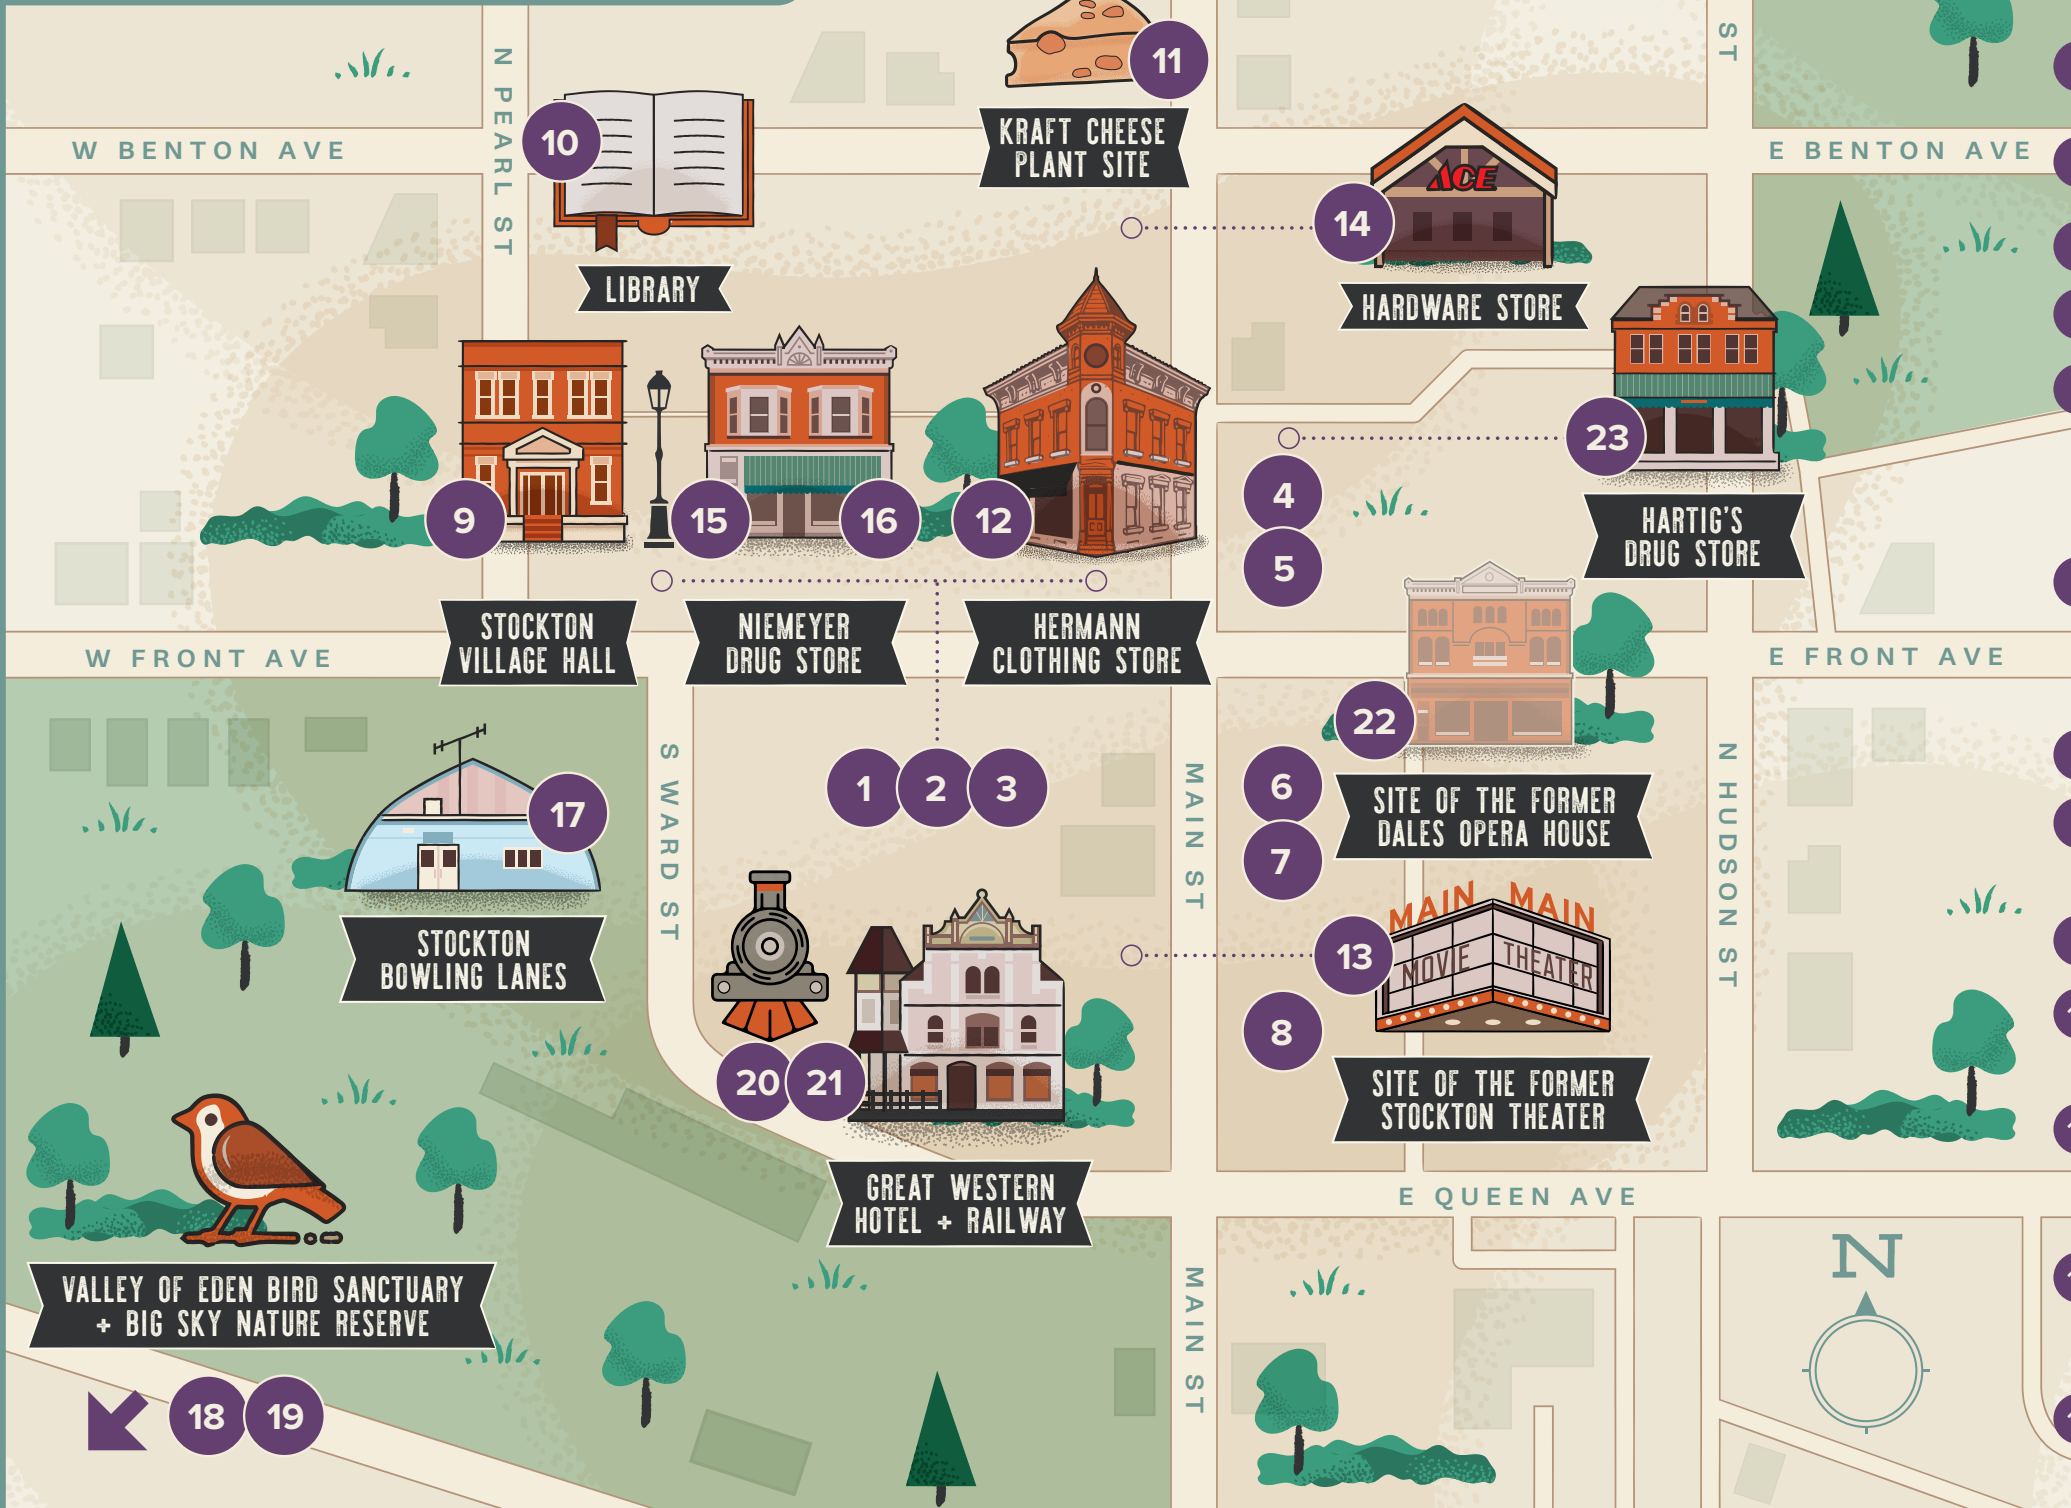 N PEARL ST
ST
11
10
KRAFT CHEESE
PLANT SITE
W BENTON AVE
E BENTON AVE
ACE
14
LIBRARY
HARDWARE STORE
23
4
5
9
15
16
12
HARTIG'S
DRUG STORE
STOCKTON
VILLAGE HALL
NIEMEYER
DRUG STORE
HERMANN
CLOTHING STORE
W FRONT AVE
E FRONT AVE
22
S WARD ST
MAIN ST
N HUDSON ST
17
1
2
3
6
7
SITE OF THE FORMER
DALES OPERA HOUSE
STOCKTON
BOWLING LANES
MAIN MAIN
MOVIE THEATER
13
8
20
21
SITE OF THE FORMER
STOCKTON THEATER
GREAT WESTERN
HOTEL + RAILWAY
E QUEEN AVE
VALLEY OF EDEN BIRD SANCTUARY
+ BIG SKY NATURE RESERVE
MAIN ST
N
18
19